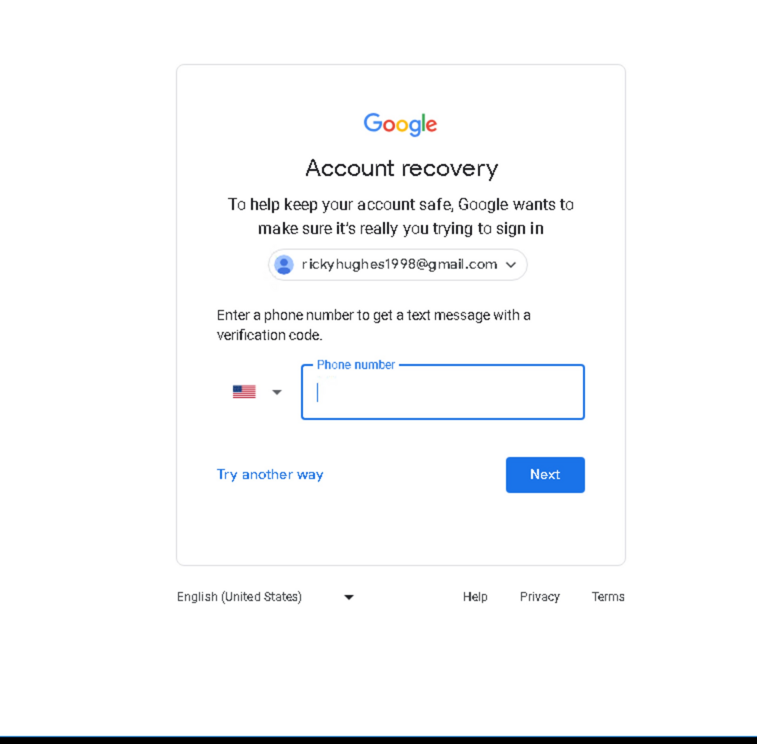 Google
Account recovery
To help keep your account safe, Google wants to
make sure it's really you trying to sign in
rickyhughes1998@gmail.com
Enter a phone number to get a text message with a
verification code.
Phone number
Try another way
Next
English (United States)
Help
Privacy
Terms